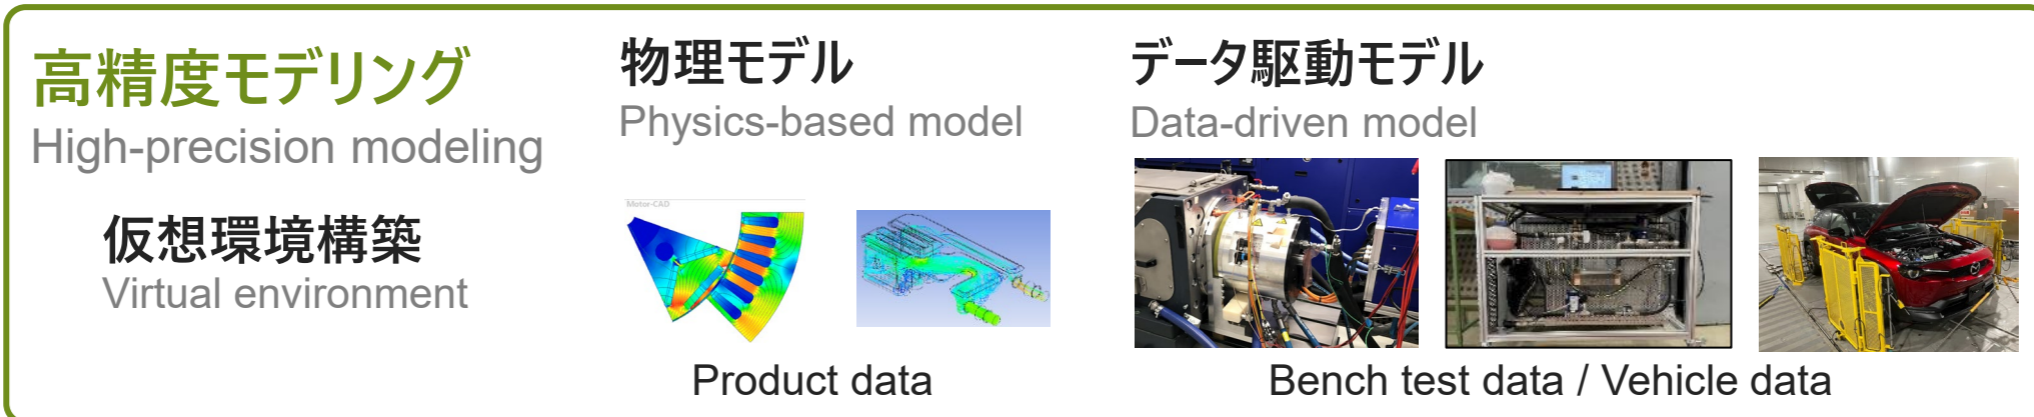 高精度モデリング
High-precision modeling
仮想環境構築
Virtual environment
物理モデル
Physics-based model
Motor-CAD
Product data
データ駆動モデル
Data-driven model
Bench test data / Vehicle data